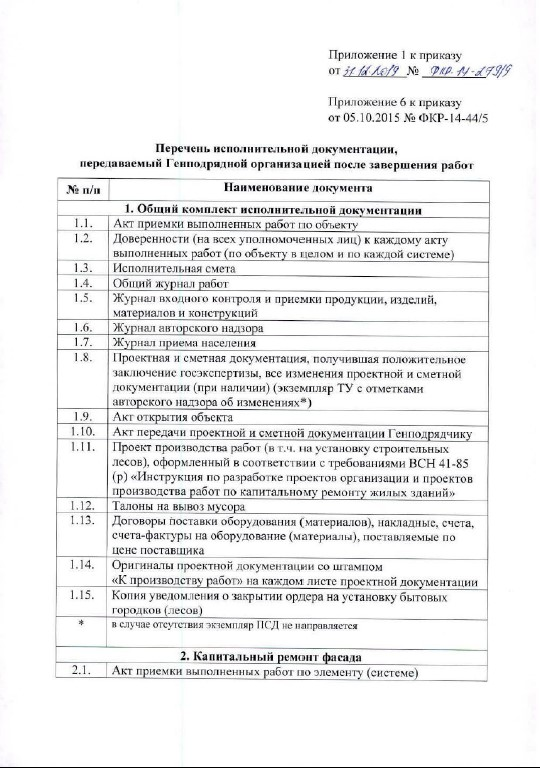 Приложение 1 к приказу
от 31.12.2019 № ФКР-14-279/9
Приложение 6 к приказу
от 05.10.2015 № ФКР-14-44/5
Перечень исполнительной документации,
передаваемый Генподрядной организацией после завершения работ
№ п/п Наименование документа
1. Общий комплект исполнительной документации
1.1. Акт приемки выполненных работ по объекту
1.2. Доверенности (на всех уполномоченных лиц) к каждому акту
выполненных работ (по объекту в целом и по каждой системе)
1.3. Исполнительная смета
1.4. Общий журнал работ
1.5. Журнал входного контроля и приемки продукции, изделий,
материалов и конструкций
1.6. Журнал авторского надзора
1.7. Журнал приема населения
1.8. Проектная и сметная документация, получившая положительное
заключение госэкспертизы, все изменения проектной и сметной
документации (при наличии) (экземпляр ТУ с отметками
авторского надзора об изменениях*)
1.9. Акт открытия объекта
1.10. Акт передачи проектной и сметной документации Генподрядчику
1.11. Проект производства работ (в т.ч. на установку строительных
лесов), оформленный в соответствии с требованиями ВСН 41-85
(р) «Инструкция по разработке проектов организации и проектов
производства работ по капитальному ремонту жилых зданий»
1.12. Талоны на вывоз мусора
1.13. Договоры поставки оборудования (материалов), накладные, счета,
счета-фактуры на оборудование (материалы), поставляемые по
цене поставщика
1.14. Оригиналы проектной документации со штампом
«К производству работ» на каждом листе проектной документации
1.15. Копия уведомления о закрытии ордера на установку бытовых
городков (лесов)
* в случае отсутствия экземпляр ПСД не направляется
2. Капитальный ремонт фасада
2.1. Акт приемки выполненных работ по элементу (системе)